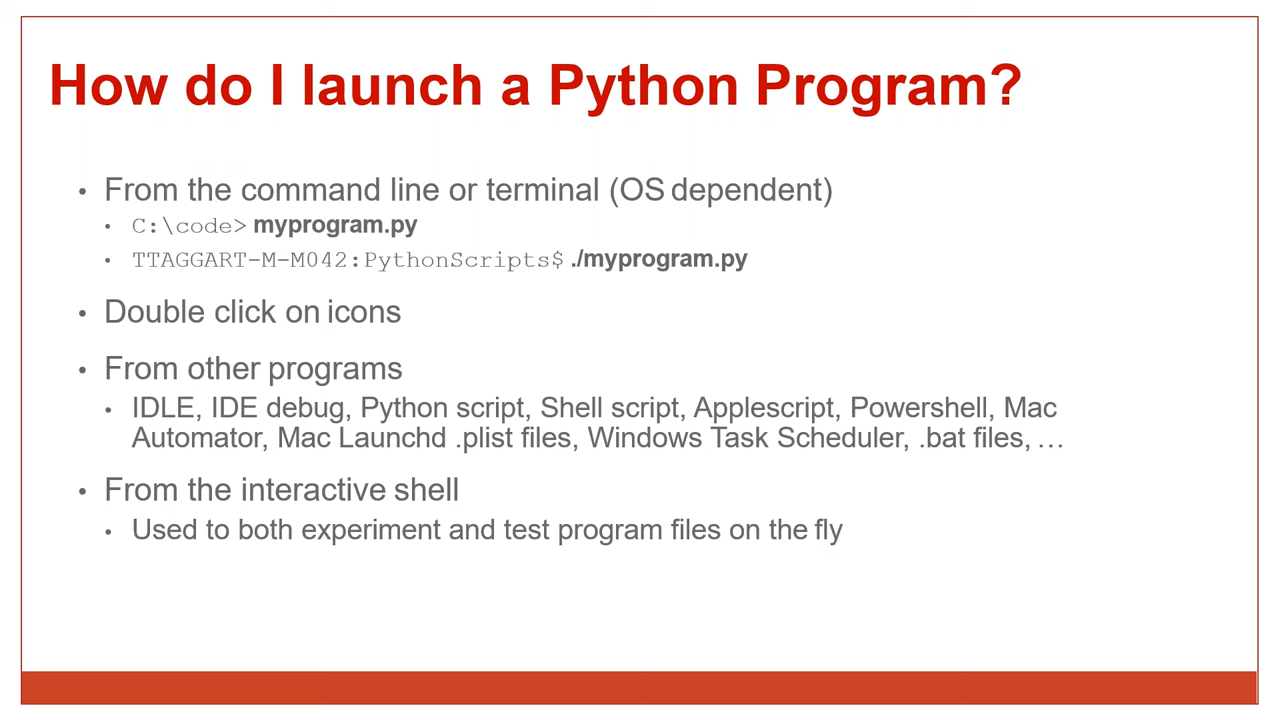 How do I launch a Python Program?
• From the command line or terminal (OS dependent)
• C:\code> myprogram.py
• TTAGGART-M-M042:PythonScripts$ ./myprogram.py
• Double click on icons
• From other programs
• IDLE, IDE debug, Python script, Shell script, Applescript, Powershell, Mac
Automator, Mac Launchd .plist files, Windows Task Scheduler, .bat files, …
• From the interactive shell
• Used to both experiment and test program files on the fly